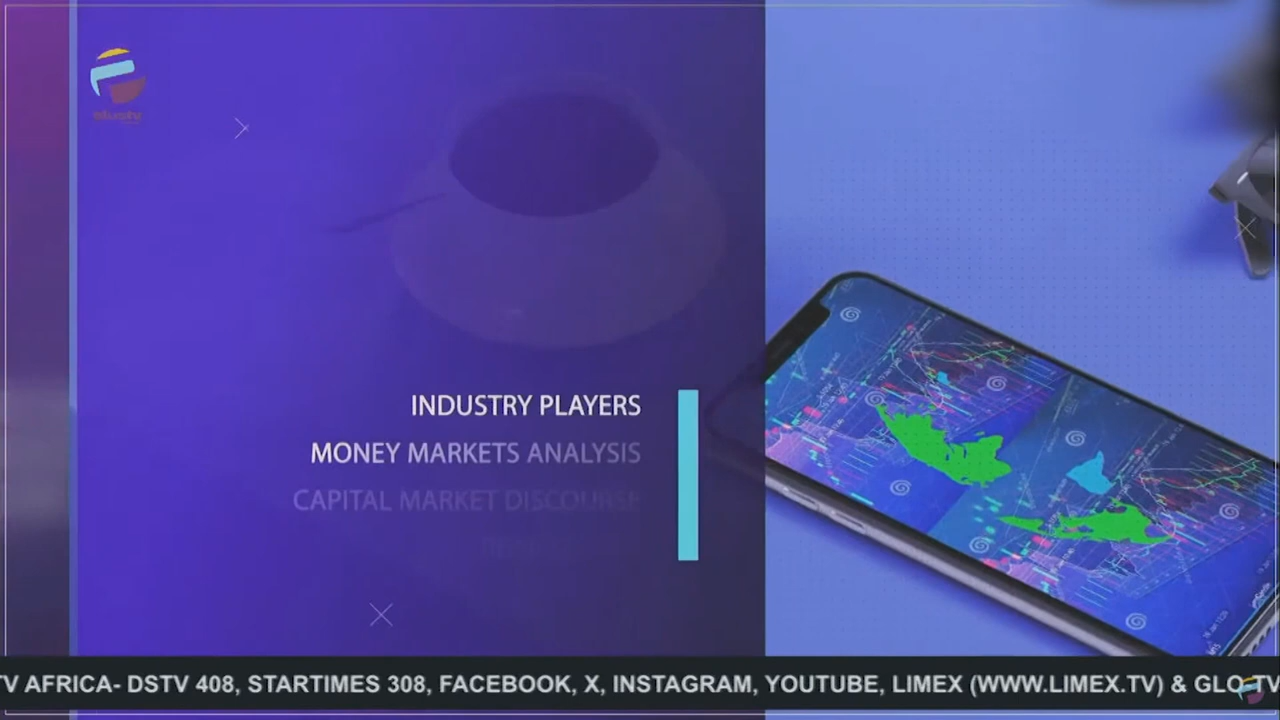 INDUSTRY PLAYERS
MONEY MARKETS ANALYSIS
CAPITAL MARKET DISCOURSE
TV AFRICA- DSTV 408, STARTIMES 308, FACEBOOK, X, INSTAGRAM, YOUTUBE, LIMEX (WWW.LIMEX.TV) & GLO TV